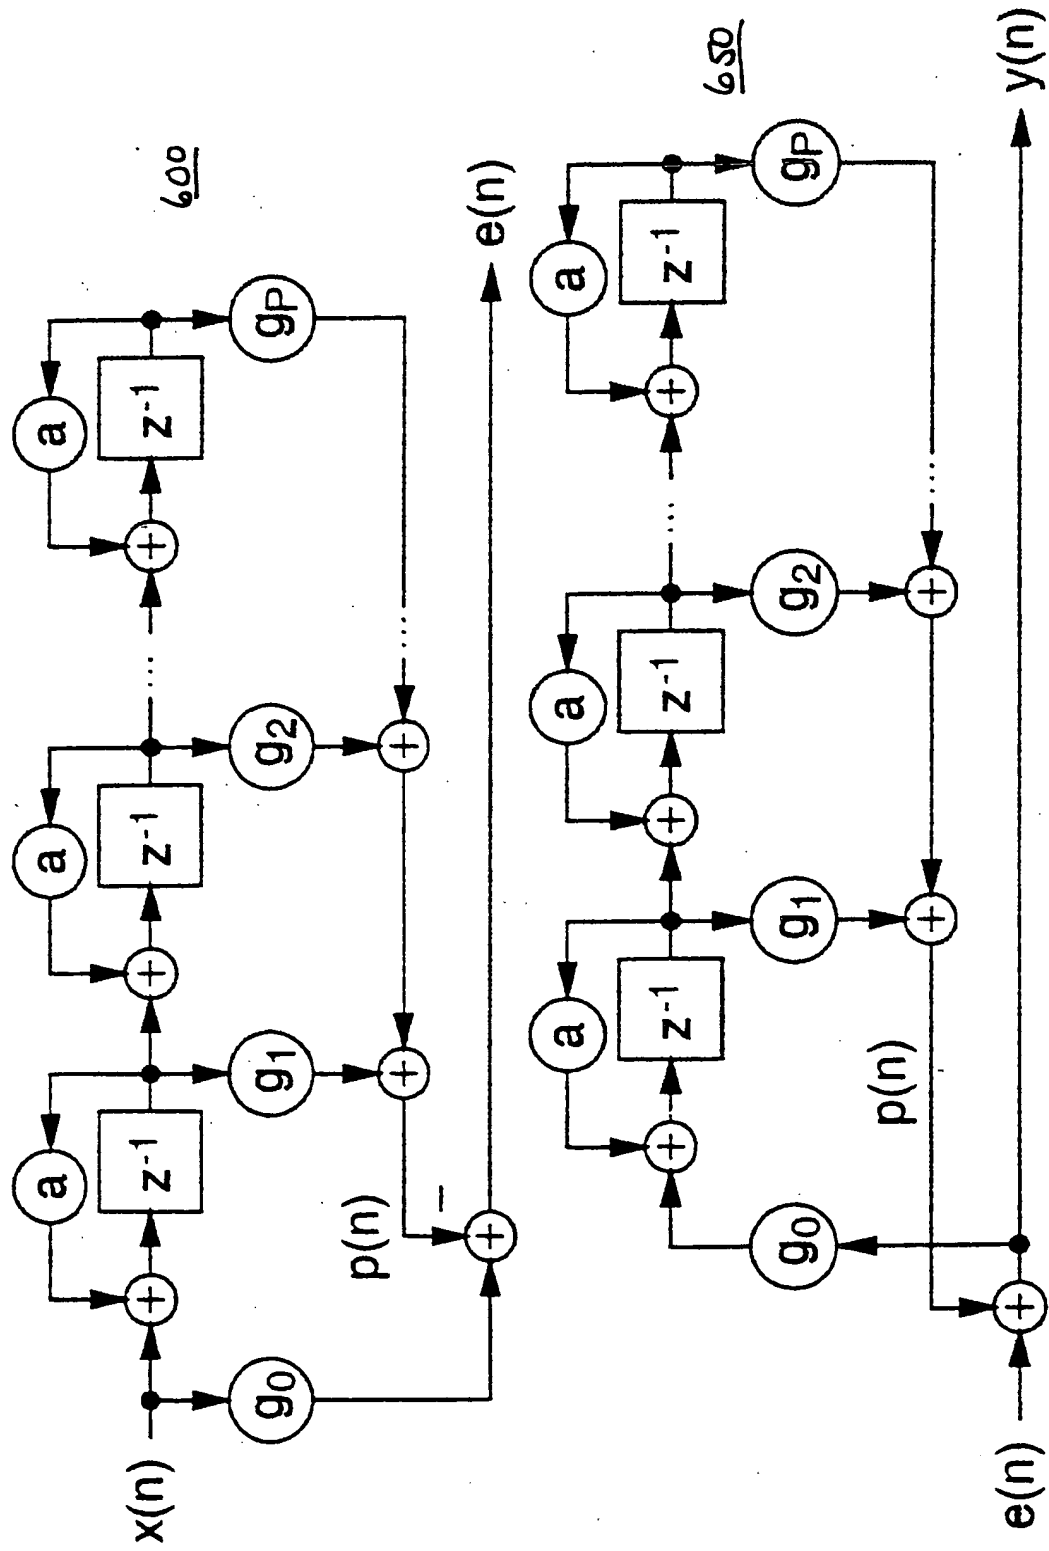 600
a a a
z-1 z-1 z-1
x(n)
g0 g1 g2 ... gP
p(n) ...
−
e(n)
650
a a a
z-1 z-1 z-1
...
g0 g1 g2 gP
p(n) ...
e(n) y(n)